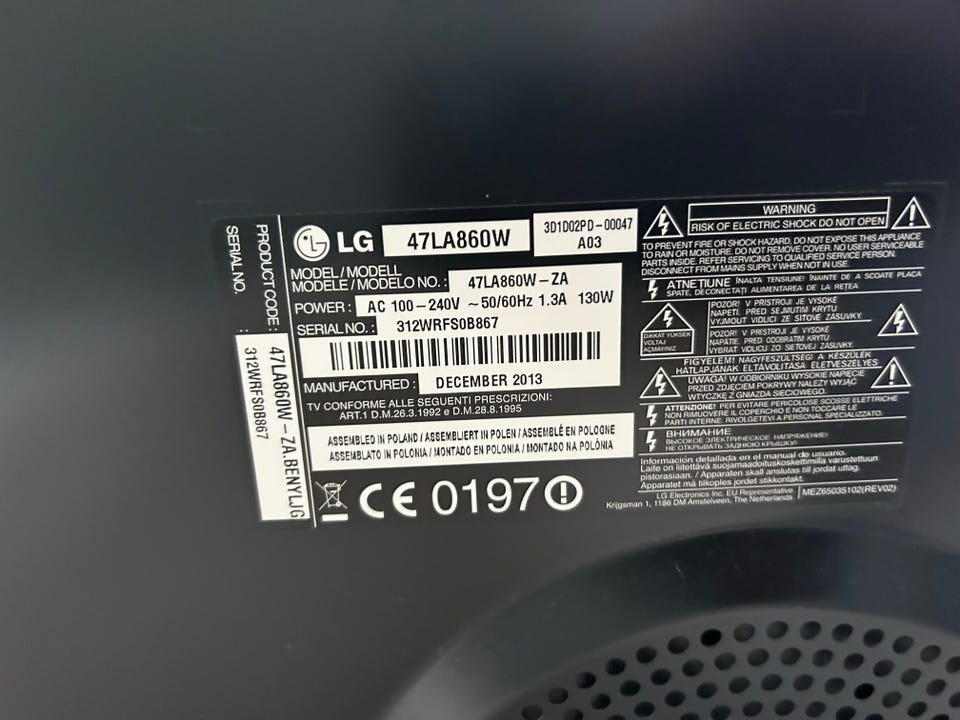 LG 47LA860W
3D1D02PD-00047
A03
MODEL / MODELL
MODELE / MODELO NO. : 47LA860W-ZA
POWER : AC 100-240V ~50/60Hz 1.3A 130W
SERIAL NO. : 312WRFS0B867
MANUFACTURED : DECEMBER 2013
TV CONFORME ALLE SEGUENTI PRESCRIZIONI:
ART.1 D.M.26.3.1992 e D.M.28.8.1995
ASSEMBLED IN POLAND / ASSEMBLIERT IN POLEN / ASSEMBLÉ EN POLOGNE
ASSEMBLATO IN POLONIA / MONTADO EN POLONIA / MONTADO NA POLÓNIA
CE 0197
PRODUCT CODE : 47LA860W-ZA.BENYLJG
SERIAL NO. : 312WRFS0B867
WARNING
RISK OF ELECTRIC SHOCK DO NOT OPEN
TO PREVENT FIRE OR SHOCK HAZARD. DO NOT EXPOSE THIS APPLIANCE
TO RAIN OR MOISTURE. DO NOT REMOVE COVER. NO USER SERVICEABLE
PARTS INSIDE. REFER SERVICING TO QUALIFIED SERVICE PERSON.
DISCONNECT FROM MAINS SUPPLY WHEN NOT IN USE.
ATNEŢIUNE ÎNALTA TENSIUNE! ÎNAINTE DE A SCOATE PLACA
SPATE, DECONECTAŢI ALIMENTAREA DE LA REŢEA
DIKKAT YUKSEK
VOLTAJ
AÇMAYINIZ
POZOR! V PŘÍSTROJI JE VYSOKÉ
NAPĚTÍ. PŘED SEJMUTÍM KRYTU
VYJMOUT VIDLICI ZE SÍŤOVÉ ZÁSUVKY.
POZOR! V PRÍSTROJI JE VYSOKÉ
NAPÄTIE. PRED ODOBRATÍM KRYTU
VYBRAŤ VIDLICU ZO SIEŤOVEJ ZÁSUVKY.
FIGYELEM! NAGYFESZÜLTSÉG! A KÉSZÜLÉK
HÁTLAPJÁNAK ELTÁVOLÍTÁSA ÉLETVESZÉLYES
UWAGA! W ODBIORNIKU WYSOKIE NAPIĘCIE
PRZED ZDJĘCIEM POKRYWY NALEŻY WYJĄĆ
WTYCZKĘ Z GNIAZDA SIECIOWEGO.
ATTENZIONE! PER EVITARE PERICOLOSE SCOSSE ELETTRICHE
NON RIMUOVERE IL COPERCHIO E NON TOCCARE LE
PARTI INTERNE. RIVOLGETEVI A PERSONAL SPECIALIZZATO.
ВНИМАНИЕ
ВЫСОКОЕ ЭЛЕКТРИЧЕСКОЕ НАПРЯЖЕНИЕ!
НЕ ОТКРЫВАТЬ ЗАДНЮЮ КРЫШКУ!
Información detallada en el manual de usuario.
Laite on liitettävä suojamaadoituskoskettimilla varustettuun
pistorasiaan. / Apparaten skall anslutas till jordat uttag.
Apparatet må tilkoples jordet stikkontakt.
LG Electronics Inc. EU Representative
Krijgsman 1, 1186 DM Amstelveen, The Netherlands
MEZ65035102(REV02)